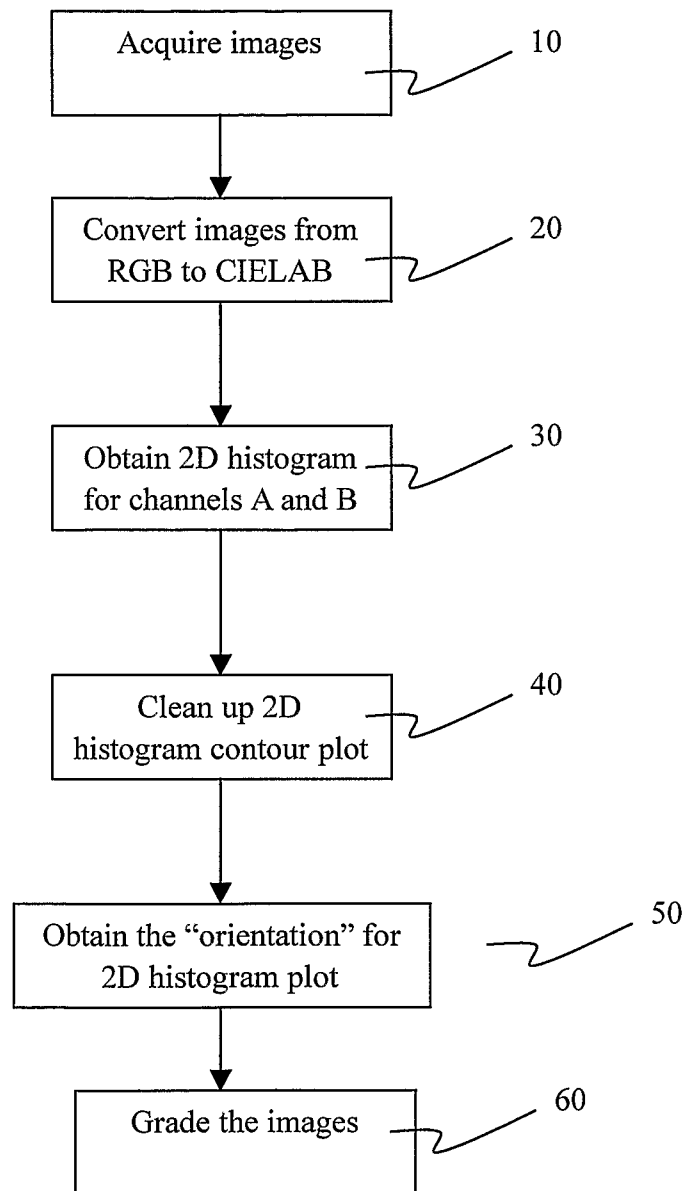 Acquire images
10
Convert images from
RGB to CIELAB
20
Obtain 2D histogram
for channels A and B
30
Clean up 2D
histogram contour plot
40
Obtain the “orientation” for
2D histogram plot
50
Grade the images
60